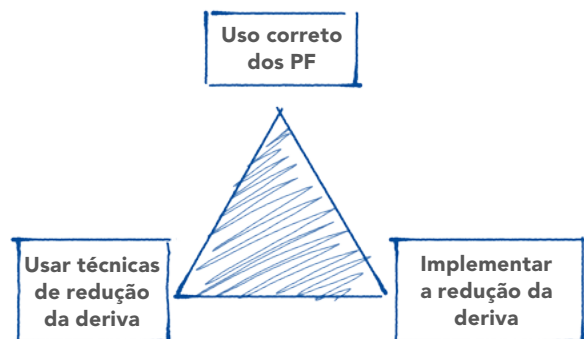 Uso correto
dos PF
Usar técnicas
de redução
da deriva
Implementar
a redução da
deriva